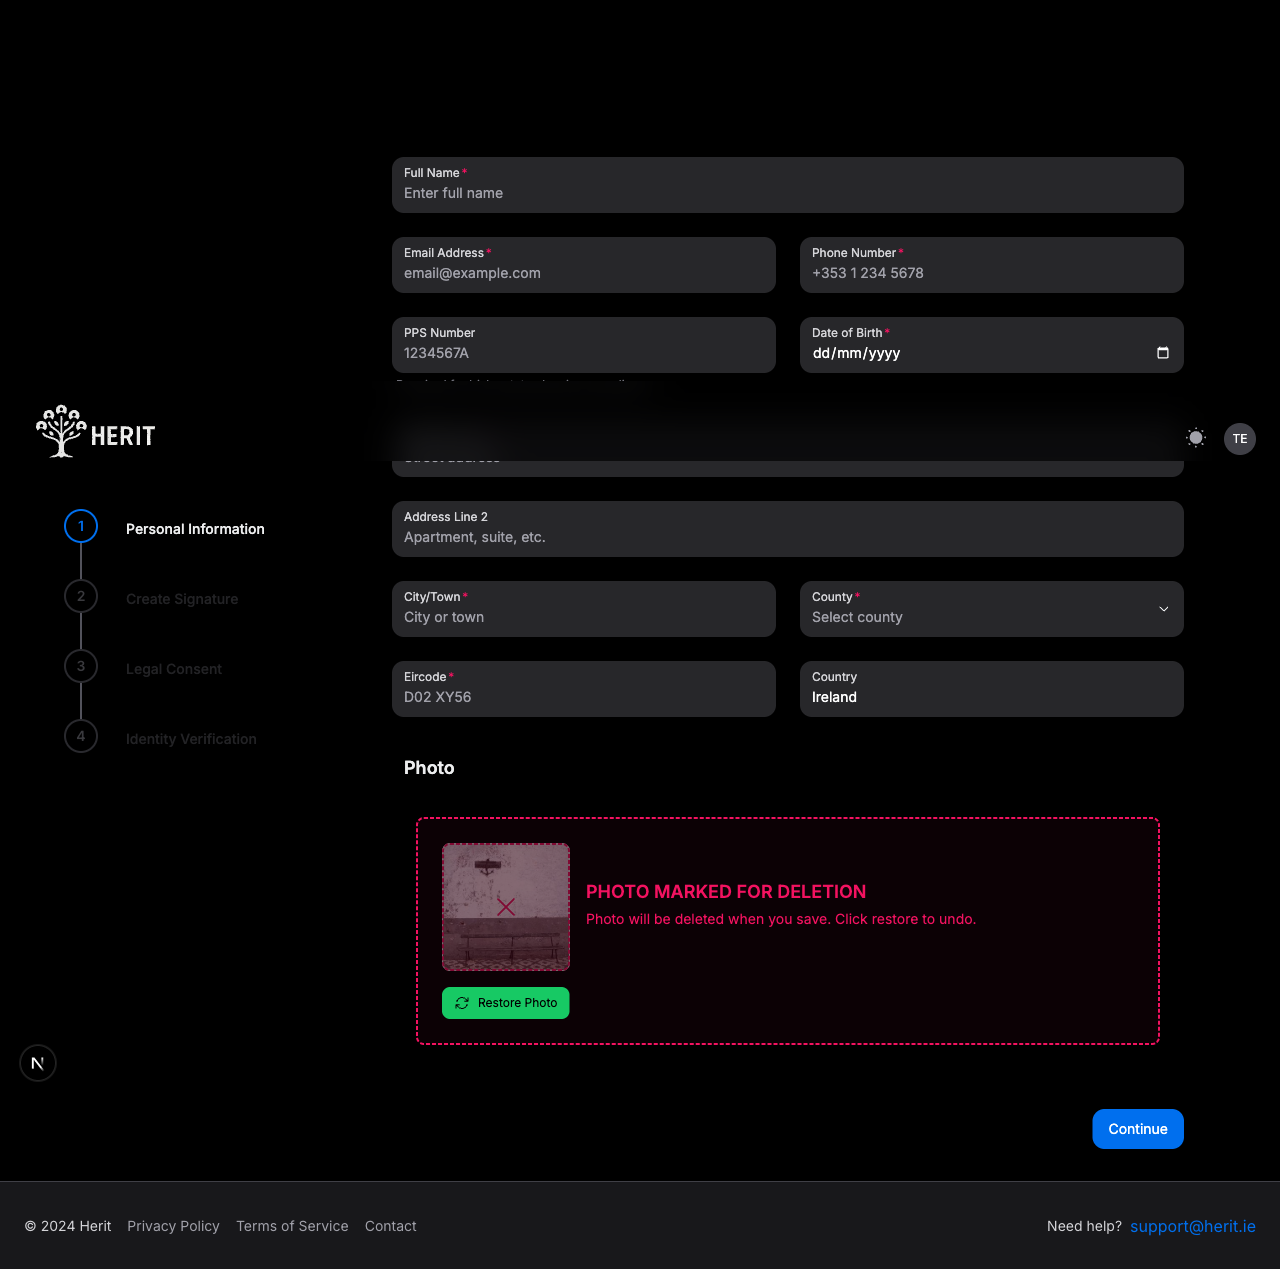 Full Name*
Enter full name
Email Address*
Phone Number*
email@example.com
+353 1 234 5678
PPS Number
Date of Birth*
1234567A
dd/mm/yyyy
HERIT
TE
1
Personal Information
Address Line 2
Apartment, suite, etc.
2
Create Signature
City/Town*
County*
City or town
Select county
3
Legal Consent
Eircode*
Country
D02 XY56
Ireland
4
Identity Verification
Photo
PHOTO MARKED FOR DELETION
Photo will be deleted when you save. Click restore to undo.
Restore Photo
N
Continue
© 2024 Herit Privacy Policy Terms of Service Contact
Need help? support@herit.ie